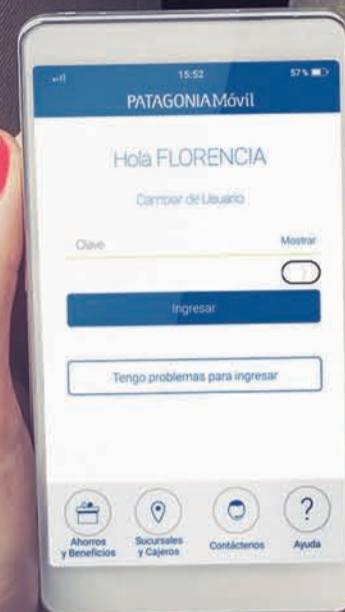 15:52 57%
PATAGONIAMóvil
Hola FLORENCIA
Cambiar de Usuario
Clave Mostrar
Ingresar
Tengo problemas para ingresar
Ahorros
y Beneficios
Sucursales
y Cajeros
Contáctenos
Ayuda